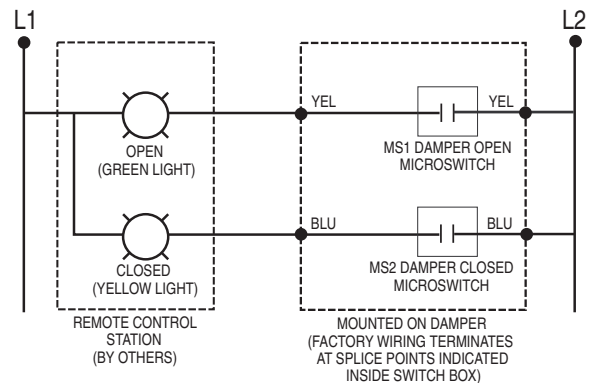 L1
L2
YEL
YEL
OPEN
(GREEN LIGHT)
MS1 DAMPER OPEN
MICROSWITCH
BLU
BLU
CLOSED
(YELLOW LIGHT)
MS2 DAMPER CLOSED
MICROSWITCH
REMOTE CONTROL
STATION
(BY OTHERS)
MOUNTED ON DAMPER
(FACTORY WIRING TERMINATES
AT SPLICE POINTS INDICATED
INSIDE SWITCH BOX)